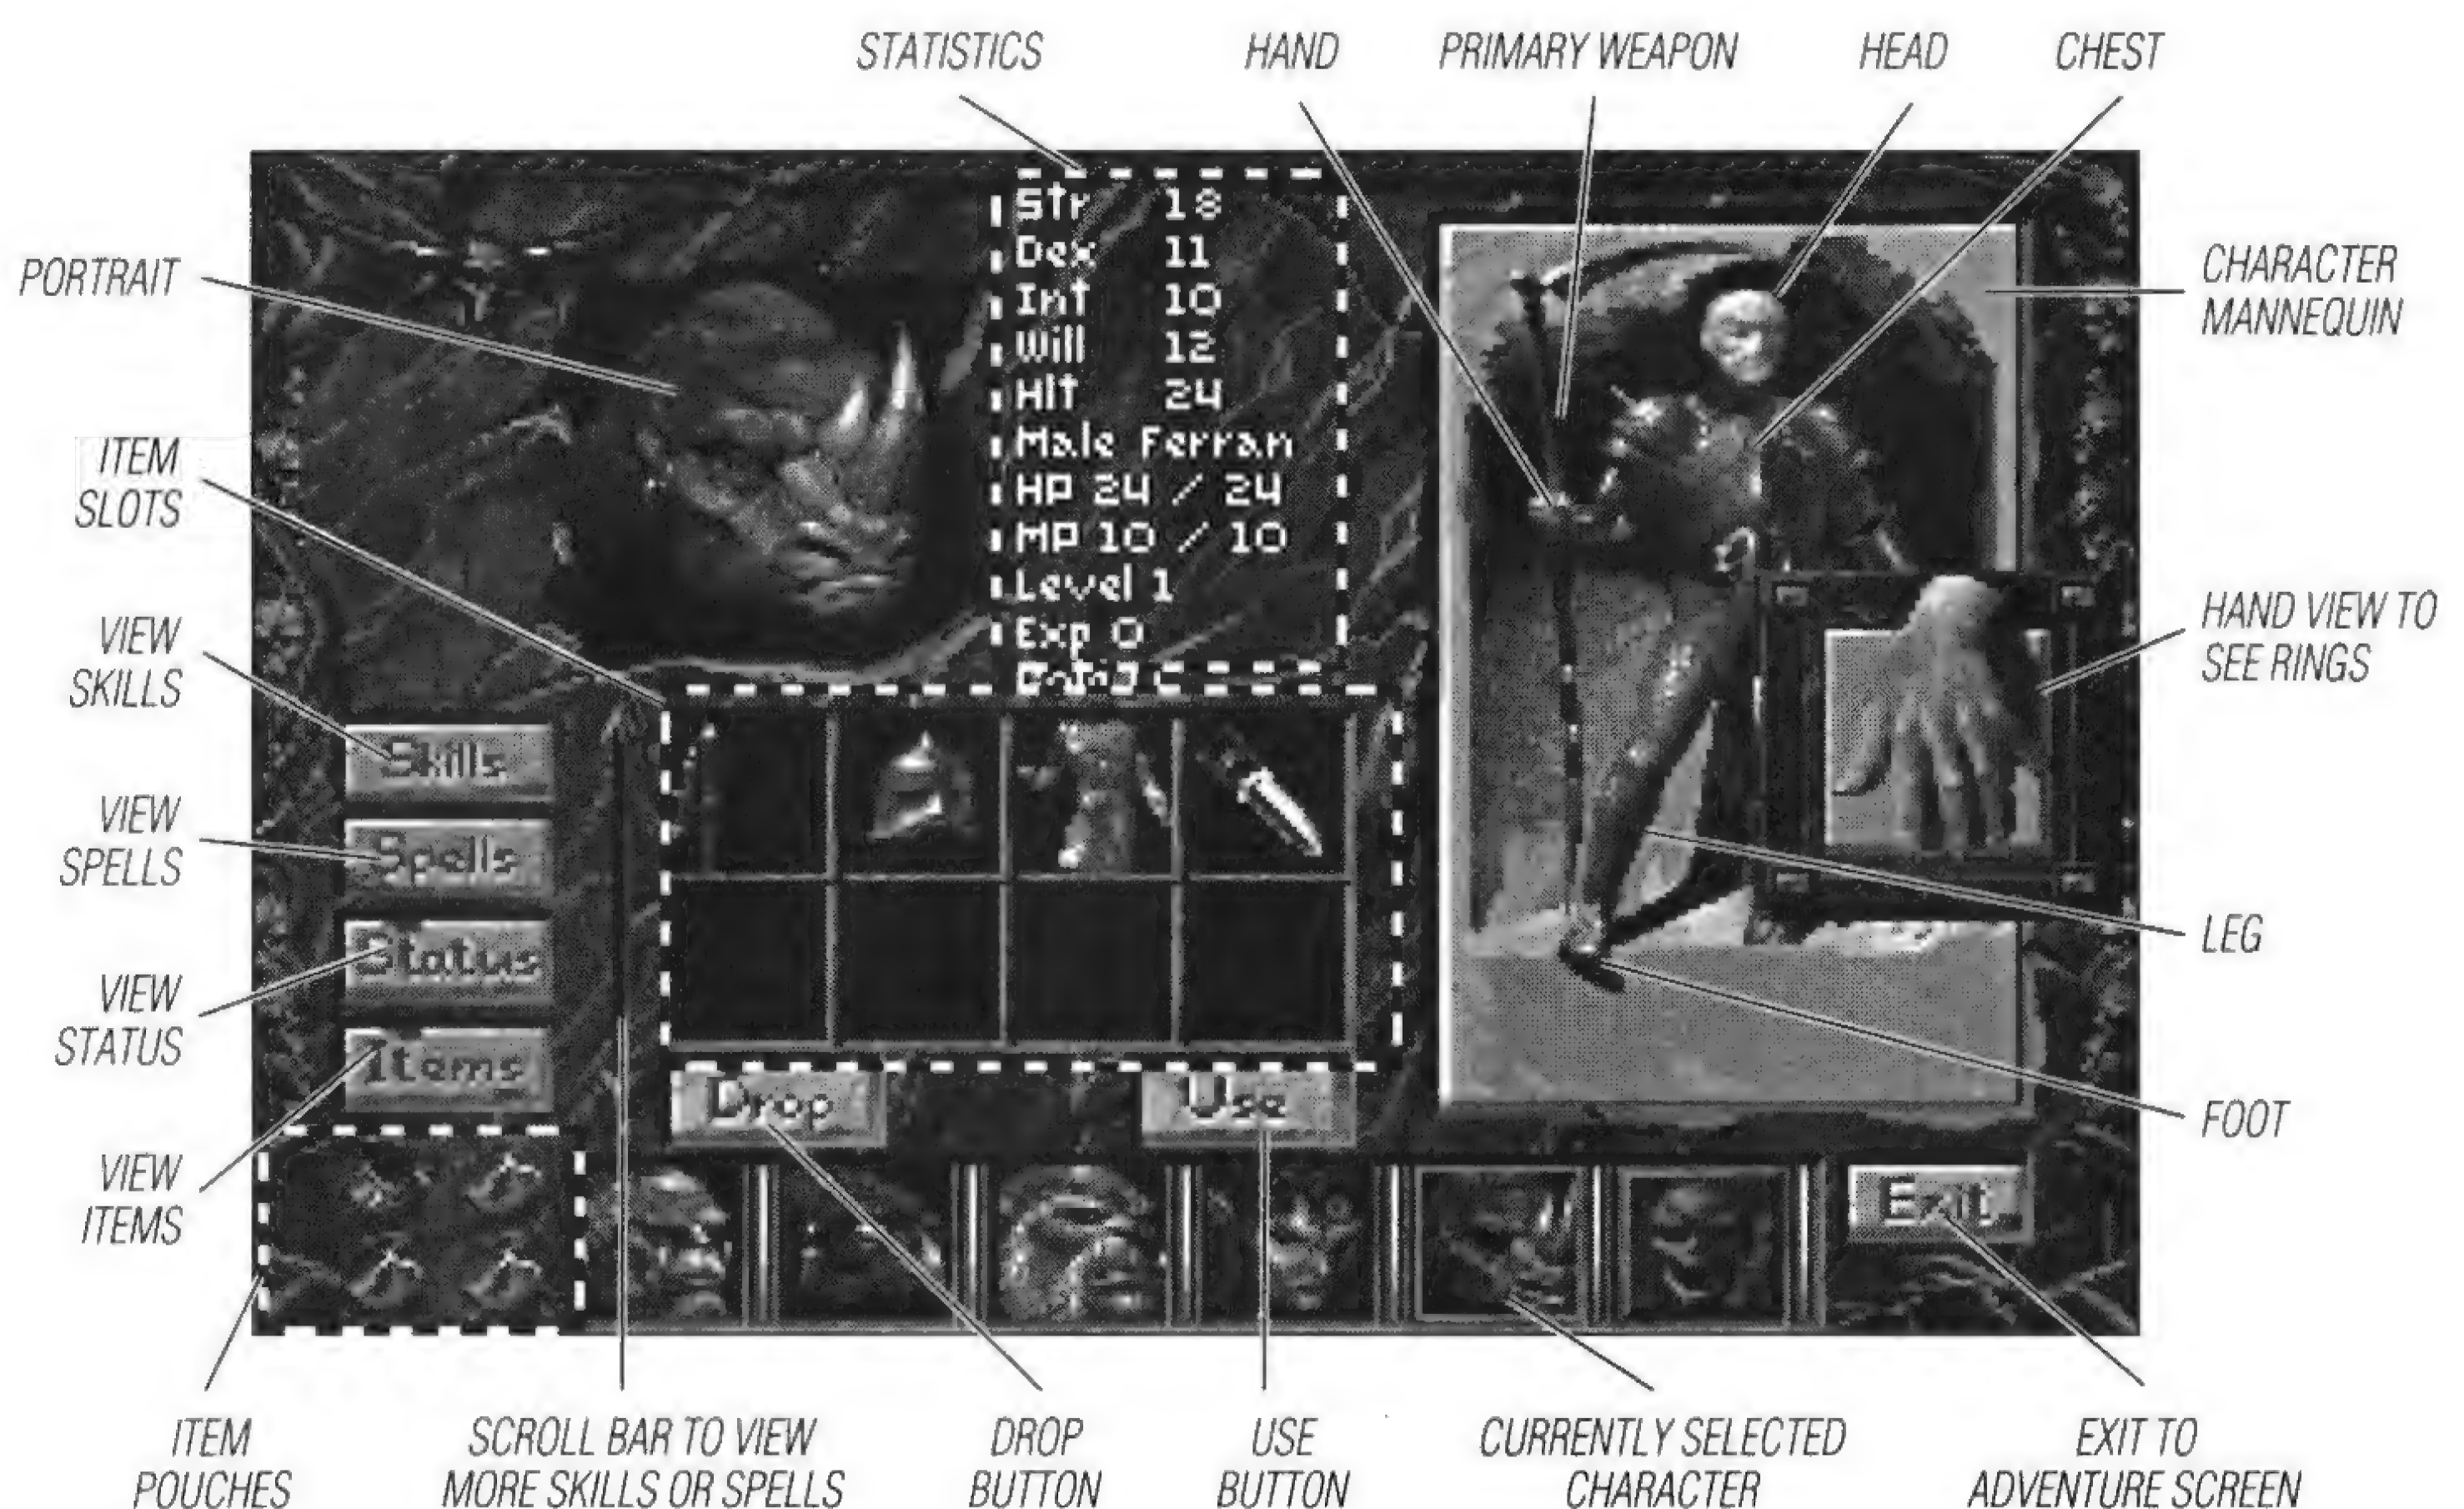 STATISTICS
HAND
PRIMARY WEAPON
HEAD
CHEST
PORTRAIT
ITEM
SLOTS
VIEW
SKILLS
VIEW
SPELLS
VIEW
STATUS
VIEW
ITEMS
Str 18
Dex 11
Int 10
Will 12
Hlt 24
Male Ferran
HP 24 / 24
MP 10 / 10
Level 1
Exp 0
Skills
Spells
Status
Items
Drop
Use
Exit
CHARACTER
MANNEQUIN
HAND VIEW TO
SEE RINGS
LEG
FOOT
ITEM
POUCHES
SCROLL BAR TO VIEW
MORE SKILLS OR SPELLS
DROP
BUTTON
USE
BUTTON
CURRENTLY SELECTED
CHARACTER
EXIT TO
ADVENTURE SCREEN